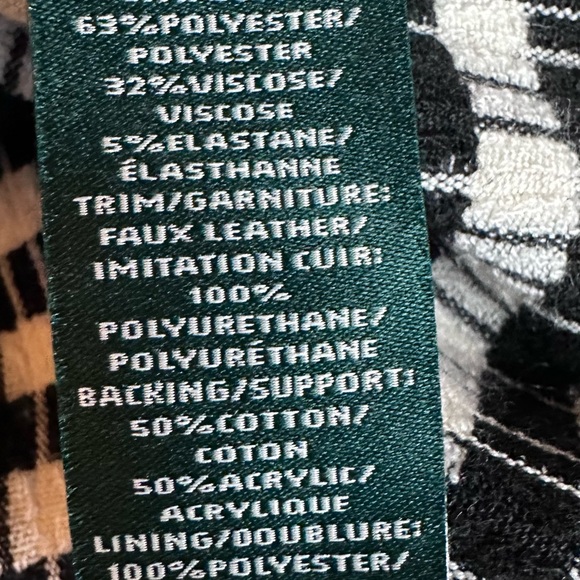 63%POLYESTER/
POLYESTER
32%VISCOSE/
VISCOSE
5%ELASTANE/
ÉLASTHANNE
TRIM/GARNITURE:
FAUX LEATHER/
IMITATION CUIR:
100%
POLYURETHANE/
POLYURÉTHANE
BACKING/SUPPORT:
50%COTTON/
COTON
50%ACRYLIC/
ACRYLIQUE
LINING/DOUBLURE:
100%POLYESTER/